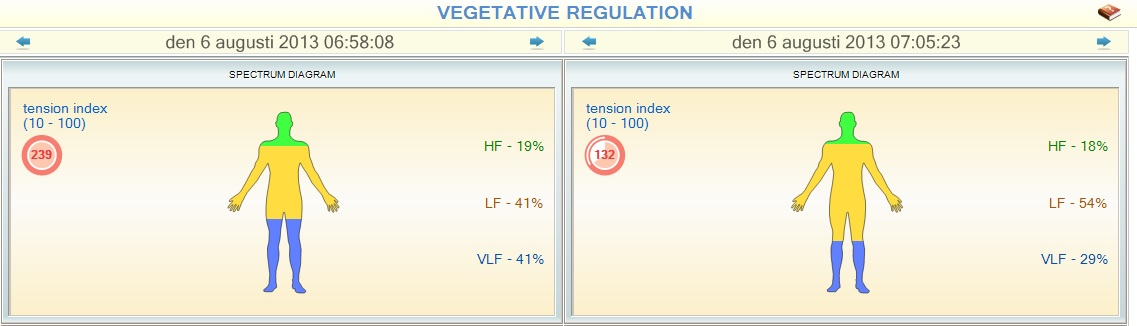 VEGETATIVE REGULATION
den 6 augusti 2013 06:58:08
den 6 augusti 2013 07:05:23
SPECTRUM DIAGRAM
tension index
(10 - 100)
239
HF - 19%
LF - 41%
VLF - 41%
SPECTRUM DIAGRAM
tension index
(10 - 100)
132
HF - 18%
LF - 54%
VLF - 29%